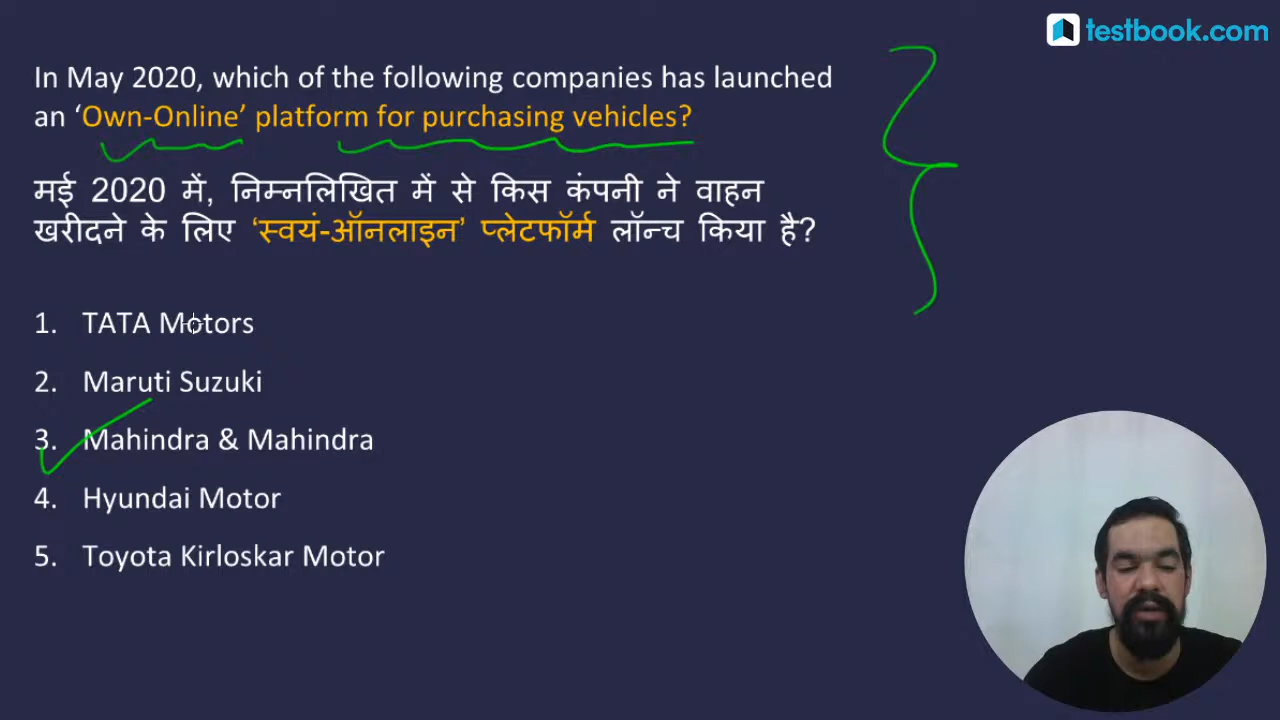 testbook.com
In May 2020, which of the following companies has launched
an ‘Own-Online’ platform for purchasing vehicles?
मई 2020 में, निम्नलिखित में से किस कंपनी ने वाहन
खरीदने के लिए ‘स्वयं-ऑनलाइन’ प्लेटफॉर्म लॉन्च किया है?
1. TATA Motors
2. Maruti Suzuki
3. Mahindra & Mahindra
4. Hyundai Motor
5. Toyota Kirloskar Motor